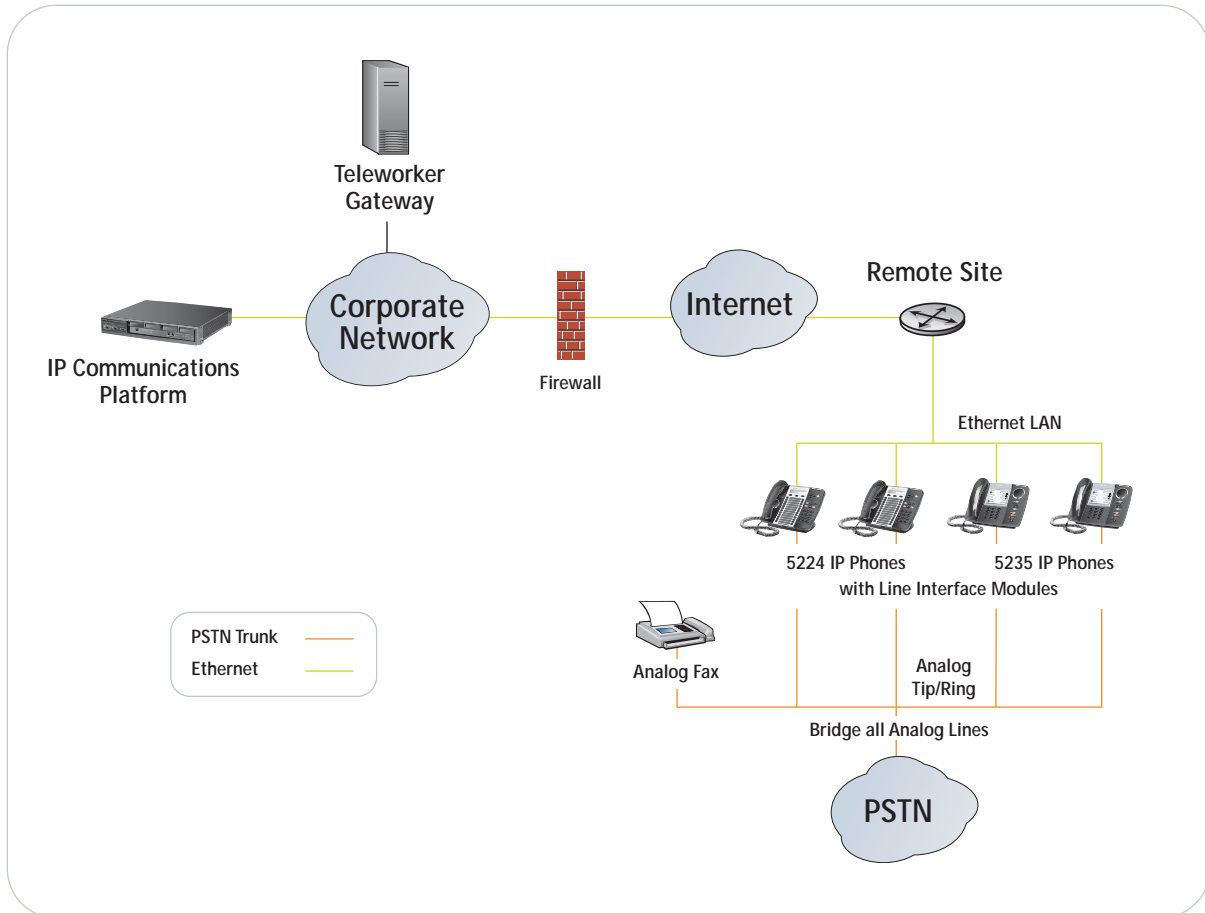 Teleworker
Gateway
Corporate
Network
Internet
Remote Site
IP Communications
Platform
Firewall
Ethernet LAN
5224 IP Phones
5235 IP Phones
with Line Interface Modules
PSTN Trunk
Ethernet
Analog Fax
Analog
Tip/Ring
Bridge all Analog Lines
PSTN